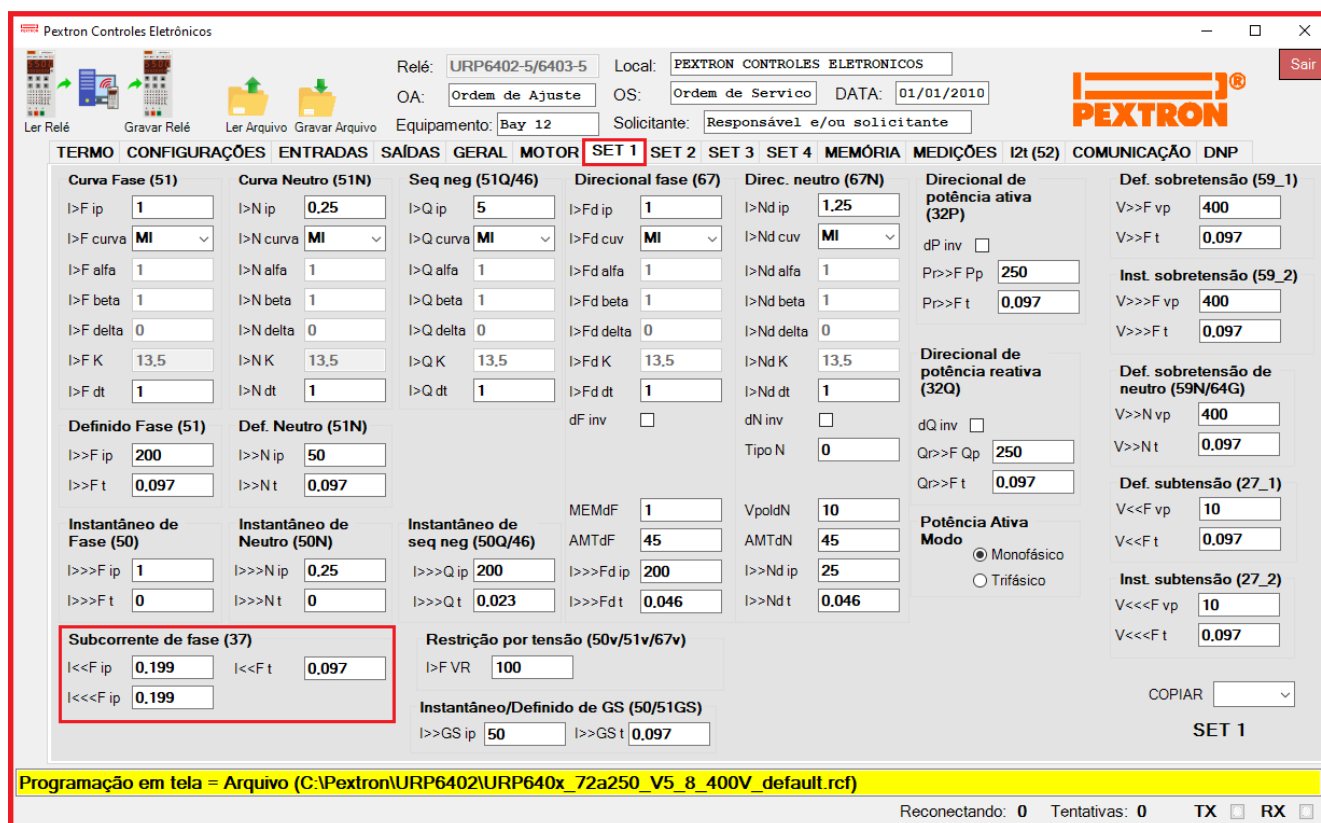 Pextron Controles Eletrônicos
Relé: URP6402-5/6403-5 Local: PEXTRON CONTROLES ELETRONICOS
Sair
OA: Ordem de Ajuste OS: Ordem de Servico DATA: 01/01/2010
Equipamento: Bay 12 Solicitante: Responsável e/ou solicitante
PEXTRON®
Ler Relé Gravar Relé Ler Arquivo Gravar Arquivo
TERMO CONFIGURAÇÕES ENTRADAS SAÍDAS GERAL MOTOR SET 1 SET 2 SET 3 SET 4 MEMÓRIA MEDIÇÕES I2t (52) COMUNICAÇÃO DNP
Curva Fase (51)
I>F ip 1
I>F curva MI
I>F alfa 1
I>F beta 1
I>F delta 0
I>F K 13,5
I>F dt 1
Definido Fase (51)
I>>F ip 200
I>>F t 0,097
Instantâneo de
Fase (50)
I>>>F ip 1
I>>>F t 0
Curva Neutro (51N)
I>N ip 0,25
I>N curva MI
I>N alfa 1
I>N beta 1
I>N delta 0
I>N K 13,5
I>N dt 1
Def. Neutro (51N)
I>>N ip 50
I>>N t 0,097
Instantâneo de
Neutro (50N)
I>>>N ip 0,25
I>>>N t 0
Subcorrente de fase (37)
I<<F ip 0,199 I<<F t 0,097
I<<<F ip 0,199
Seq neg (51Q/46)
I>Q ip 5
I>Q curva MI
I>Q alfa 1
I>Q beta 1
I>Q delta 0
I>Q K 13,5
I>Q dt 1
Instantâneo de
seq neg (50Q/46)
I>>>Q ip 200
I>>>Q t 0,023
Direcional fase (67)
I>Fd ip 1
I>Fd cuv MI
I>Fd alfa 1
I>Fd beta 1
I>Fd delta 0
I>Fd K 13,5
I>Fd dt 1
dF inv
MEMdF 1
AMTdF 45
I>>>Fd ip 200
I>>>Fd t 0,046
Restrição por tensão (50v/51v/67v)
I>F VR 100
Instantâneo/Definido de GS (50/51GS)
I>>GS ip 50 I>>GS t 0,097
Direc. neutro (67N)
I>Nd ip 1,25
I>Nd cuv MI
I>Nd alfa 1
I>Nd beta 1
I>Nd delta 0
I>Nd K 13,5
I>Nd dt 1
dN inv
Tipo N 0
VpoldN 10
AMTdN 45
I>>Nd ip 25
I>>Nd t 0,046
Direcional de
potência ativa
(32P)
dP inv
Pr>>F Pp 250
Pr>>F t 0,097
Direcional de
potência reativa
(32Q)
dQ inv
Qr>>F Qp 250
Qr>>F t 0,097
Potência Ativa
Modo
Monofásico
Trifásico
Def. sobretensão (59_1)
V>>F vp 400
V>>F t 0,097
Inst. sobretensão (59_2)
V>>>F vp 400
V>>>F t 0,097
Def. sobretensão de
neutro (59N/64G)
V>>N vp 400
V>>N t 0,097
Def. subtensão (27_1)
V<<F vp 10
V<<F t 0,097
Inst. subtensão (27_2)
V<<<F vp 10
V<<<F t 0,097
COPIAR
SET 1
Programação em tela = Arquivo (C:\Pextron\URP6402\URP640x_72a250_V5_8_400V_default.rcf)
Reconectando: 0 Tentativas: 0 TX RX